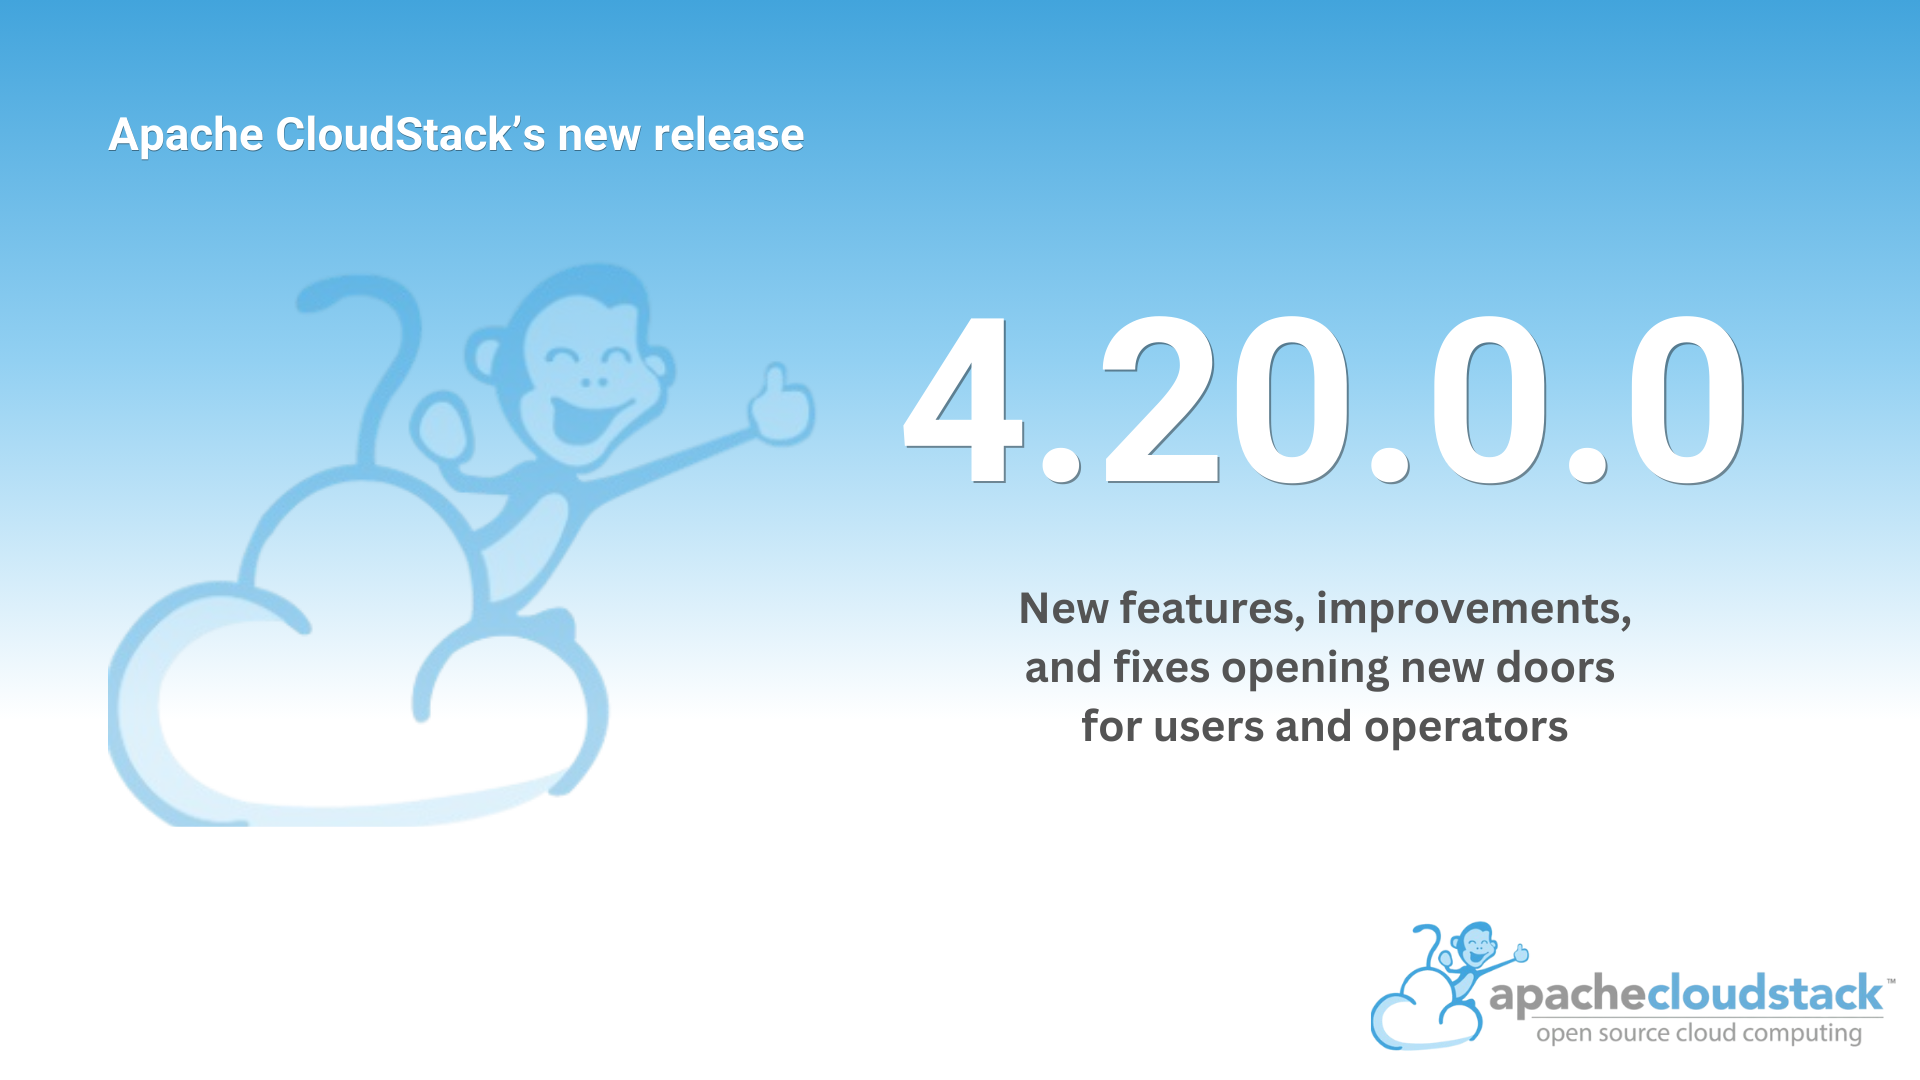 Apache CloudStack’s new release
4.20.0.0
New features, improvements,
and fixes opening new doors
for users and operators
apachecloudstack™
open source cloud computing